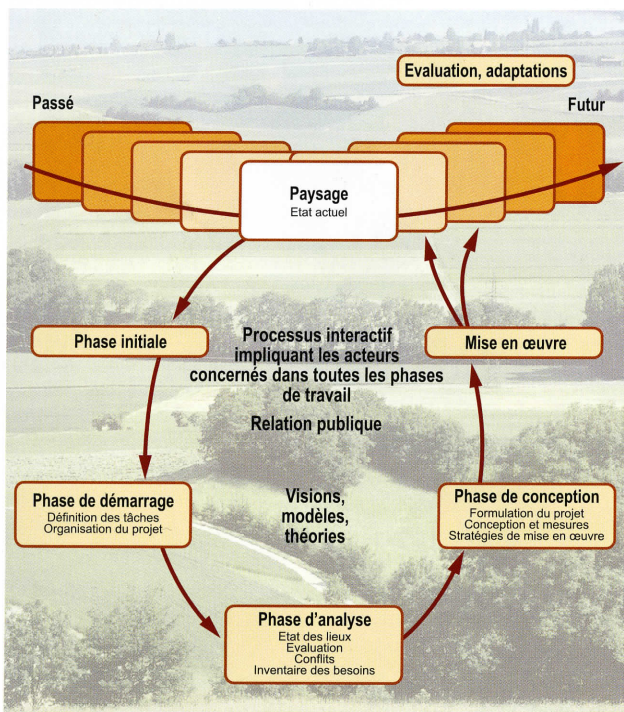 Evaluation, adaptations
Passé
Futur
Paysage
Etat actuel
Phase initiale
Processus interactif
impliquant les acteurs
concernés dans toutes les phases
de travail
Relation publique
Mise en œuvre
Phase de démarrage
Définition des tâches
Organisation du projet
Visions,
modèles,
théories
Phase de conception
Formulation du projet
Conception et mesures
Stratégies de mise en œuvre
Phase d'analyse
Etat des lieux
Evaluation
Conflits
Inventaire des besoins